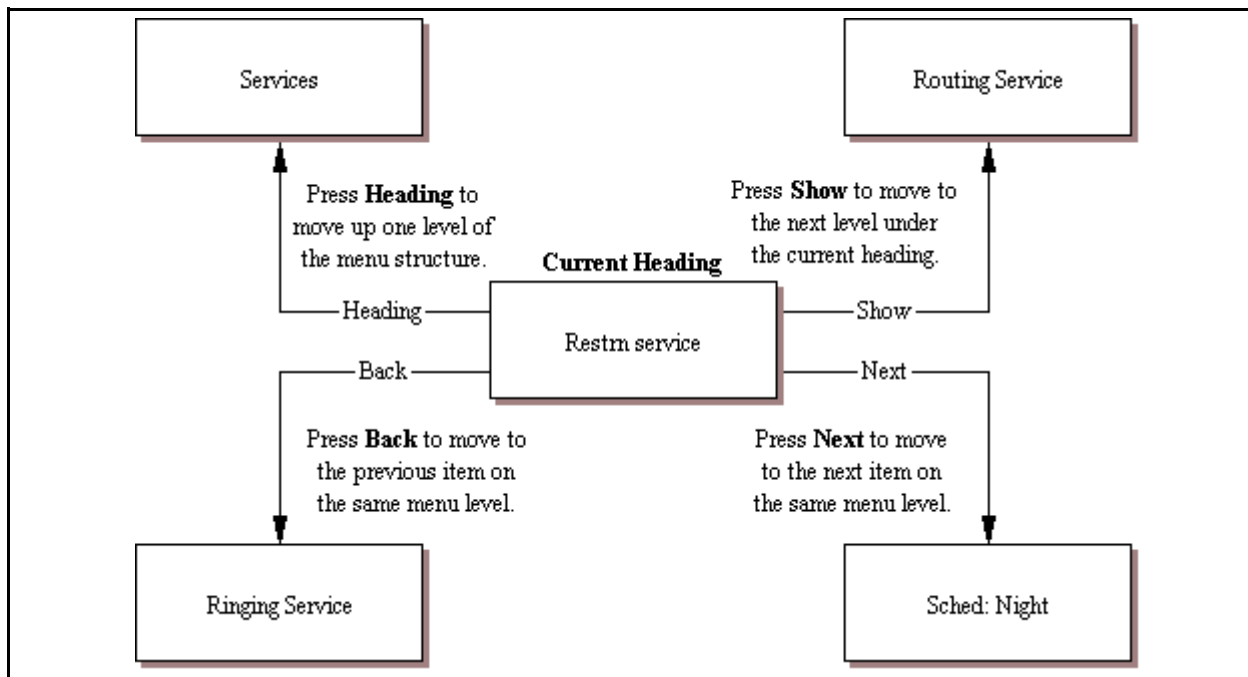 Services
Routing Service
Press Heading to
move up one level of
the menu structure.
Press Show to move to
the next level under
the current heading.
Current Heading
Heading
Show
Restrn service
Back
Next
Press Back to move to
the previous item on
the same menu level.
Press Next to move
to the next item on
the same menu level.
Ringing Service
Sched: Night